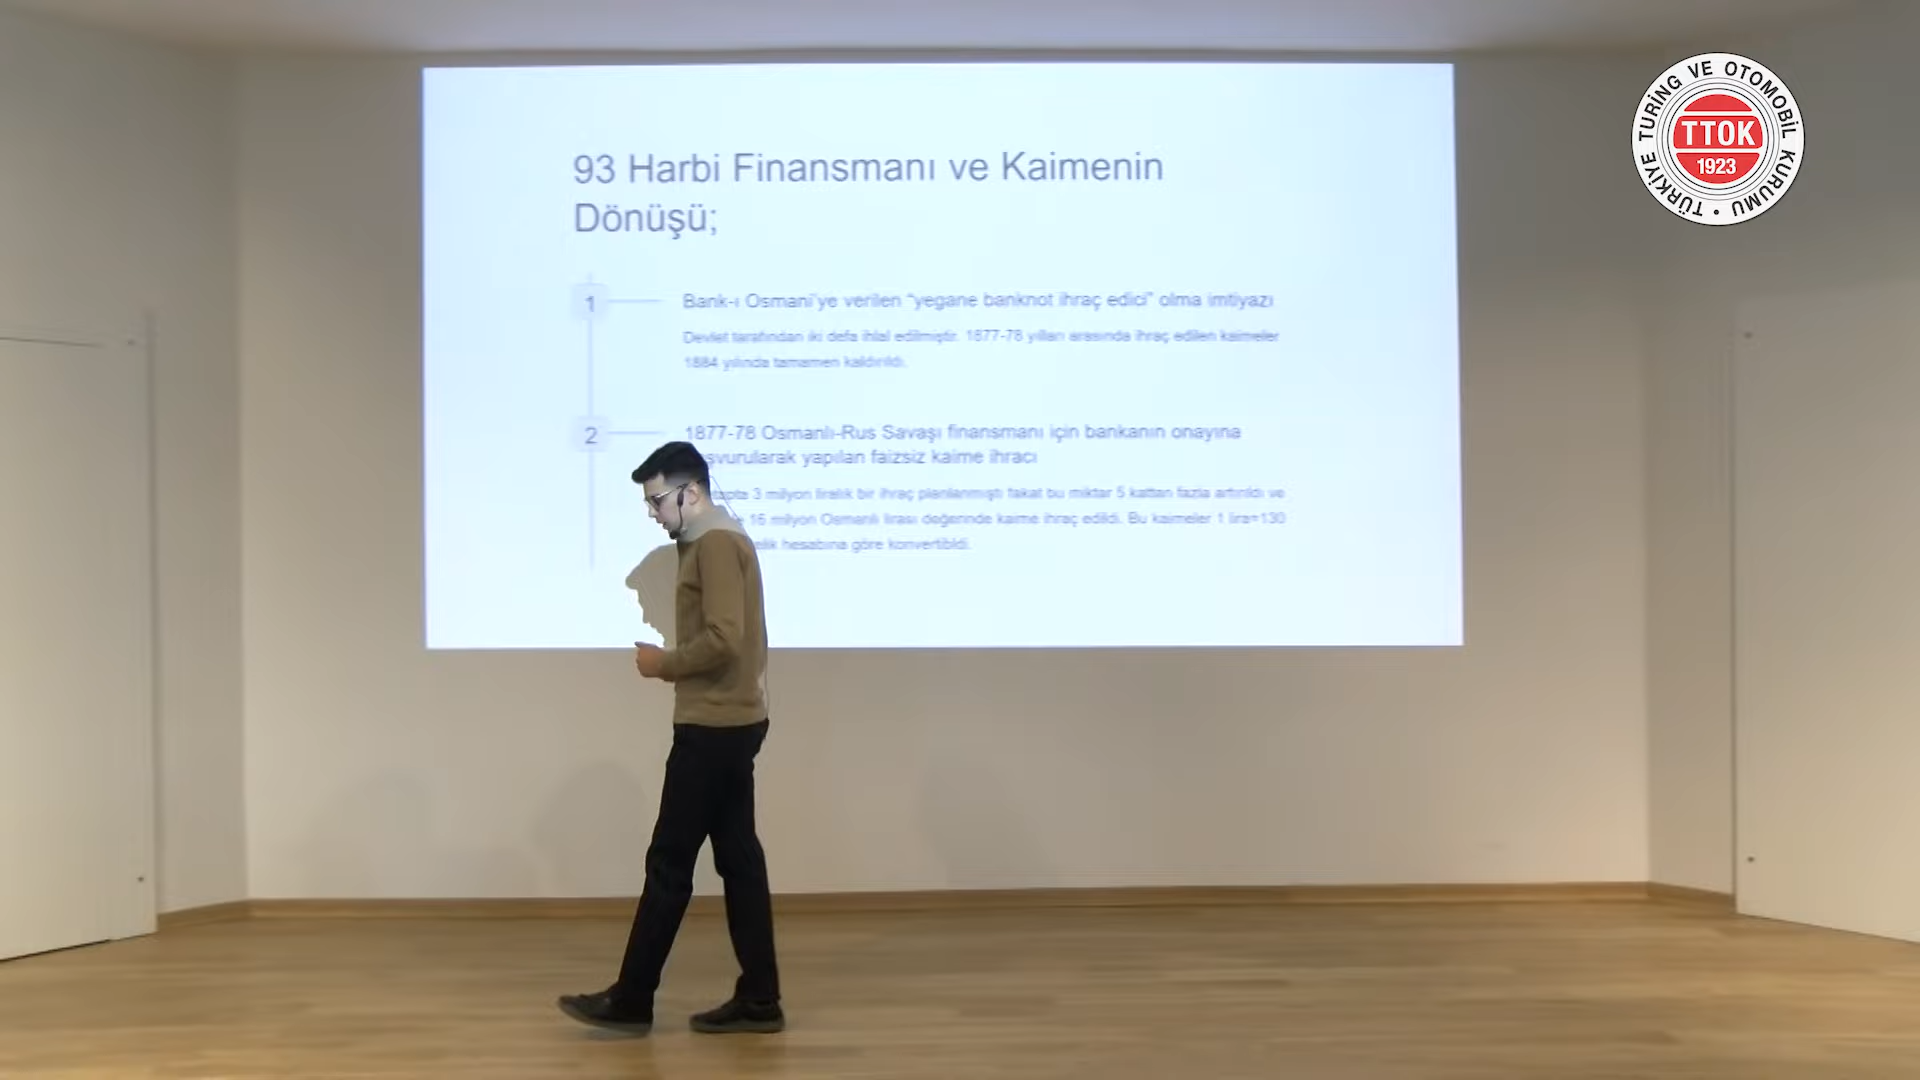 93 Harbi Finansmanı ve Kaimenin
Dönüşü;
1
Bank-ı Osmani'ye verilen “yegane banknot ihraç edici” olma imtiyazı
Devlet tarafından iki defa ihlal edilmiştir. 1877-78 yılları arasında ihraç edilen kaimeler
1884 yılında tamamen kaldırıldı.
2
1877-78 Osmanlı-Rus Savaşı finansmanı için bankanın onayına
yapılan faizsiz kaime ihracı
3 milyon liralık bir ihraç planlanmıştı fakat bu miktar 5 kattan fazla artırıldı ve
16 milyon Osmanlı lirası değerinde kaime ihraç edildi. Bu kaimeler 1 lira=130
hesabına göre konvertibldi.
TÜRKİYE TURİNG VE OTOMOBİL KURUMU •
TTOK
1923